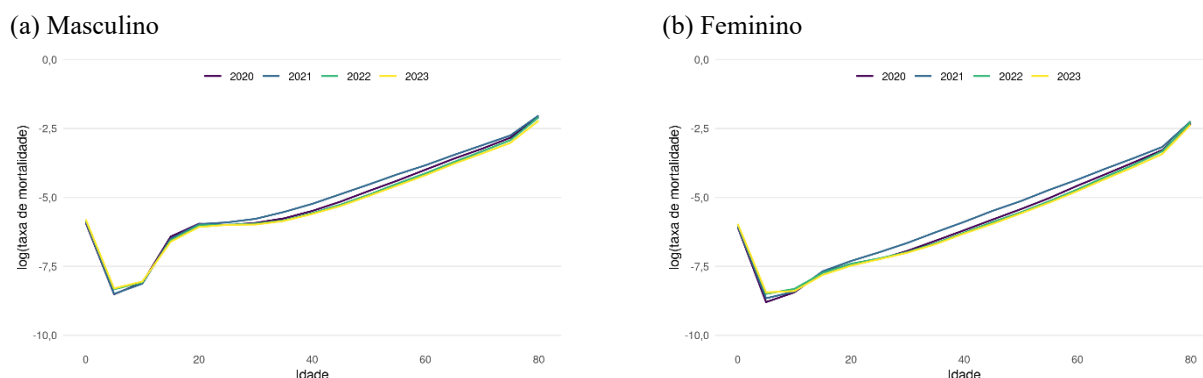 (a) Masculino
0,0
2020 2021 2022 2023
-2,5
-5,0
-7,5
-10,0
log(taxa de mortalidade)
0 20 40 60 80
Idade
(b) Feminino
0,0
2020 2021 2022 2023
-2,5
-5,0
-7,5
-10,0
log(taxa de mortalidade)
0 20 40 60 80
Idade